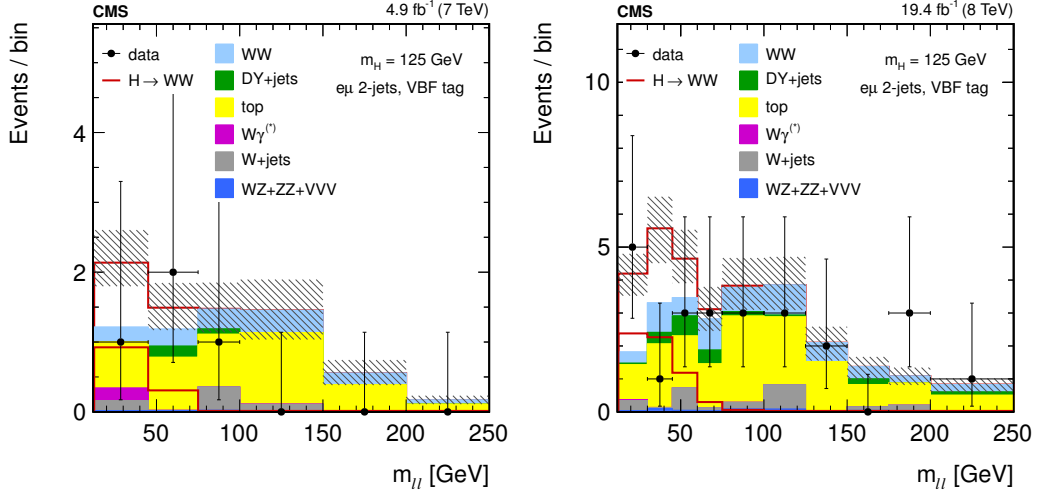 CMS 4.9 fb⁻¹ (7 TeV)
Events / bin
data
H → WW
WW
DY+jets
top
Wγ(*)
W+jets
WZ+ZZ+VVV
m_H = 125 GeV
eμ 2-jets, VBF tag
4
2
0
50 100 150 200 250
m_ll [GeV]
CMS 19.4 fb⁻¹ (8 TeV)
Events / bin
data
H → WW
WW
DY+jets
top
Wγ(*)
W+jets
WZ+ZZ+VVV
m_H = 125 GeV
eμ 2-jets, VBF tag
10
5
0
50 100 150 200 250
m_ll [GeV]